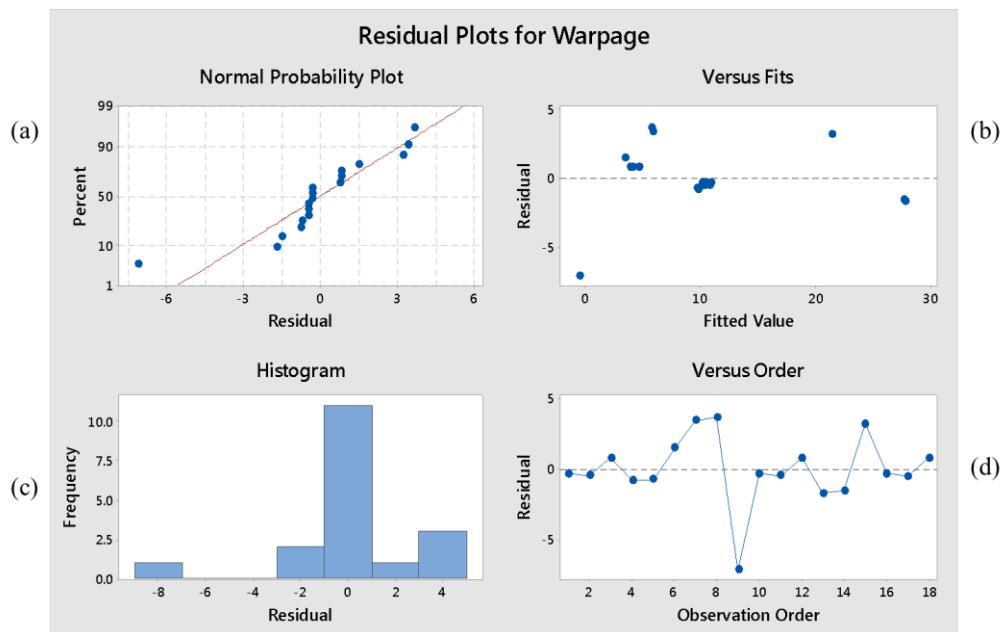 Residual Plots for Warpage
(a)
Normal Probability Plot
Percent
99
90
50
10
1
-6 -3 0 3 6
Residual
(b)
Versus Fits
Residual
5
0
-5
0 10 20 30
Fitted Value
(c)
Histogram
Frequency
10.0
7.5
5.0
2.5
0.0
-8 -6 -4 -2 0 2 4
Residual
(d)
Versus Order
Residual
5
0
-5
2 4 6 8 10 12 14 16 18
Observation Order